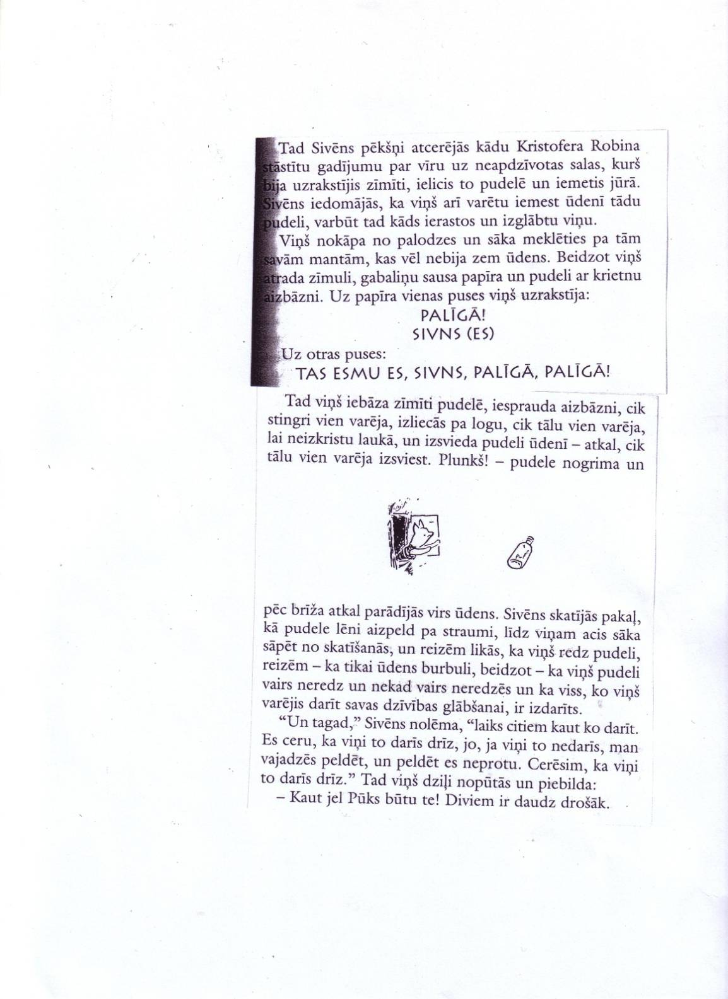 Tad Sivēns pēkšņi atcerējās kādu Kristofera Robina
stāstītu gadījumu par vīru uz neapdzīvotas salas, kurš
bija uzrakstījis zīmīti, ielicis to pudelē un iemetis jūrā.
Sivēns iedomājās, ka viņš arī varētu iemest ūdenī tādu
pudeli, varbūt tad kāds ierastos un izglābtu viņu.
Viņš nokāpa no palodzes un sāka meklēties pa tām
savām mantām, kas vēl nebija zem ūdens. Beidzot viņš
atrada zīmuli, gabaliņu sausa papīra un pudeli ar krietnu
aizbāzni. Uz papīra vienas puses viņš uzrakstīja:
PALĪGĀ!
SIVNS (ES)
Uz otras puses:
TAS ESMU ES, SIVNS, PALĪGĀ, PALĪGĀ!
Tad viņš iebāza zīmīti pudelē, iesprauda aizbāzni, cik
stingri vien varēja, izliecās pa logu, cik tālu vien varēja,
lai neizkristu laukā, un izsvieda pudeli ūdenī – atkal, cik
tālu vien varēja izsviest. Plunkš! – pudele nogrima un
pēc brīža atkal parādījās virs ūdens. Sivēns skatījās pakaļ,
kā pudele lēni aizpeld pa straumi, līdz viņam acis sāka
sāpēt no skatīšanās, un reizēm likās, ka viņš redz pudeli,
reizēm – ka tikai ūdens burbuli, beidzot – ka viņš pudeli
vairs neredz un nekad vairs neredzēs un ka viss, ko viņš
varējis darīt savas dzīvības glābšanai, ir izdarīts.
“Un tagad,” Sivēns nolēma, “laiks citiem kaut ko darīt.
Es ceru, ka viņi to darīs drīz, jo, ja viņi to nedarīs, man
vajadzēs peldēt, un peldēt es neprotu. Cerēsim, ka viņi
to darīs drīz.” Tad viņš dziļi nopūtās un piebilda:
– Kaut jel Pūks būtu te! Diviem ir daudz drošāk.